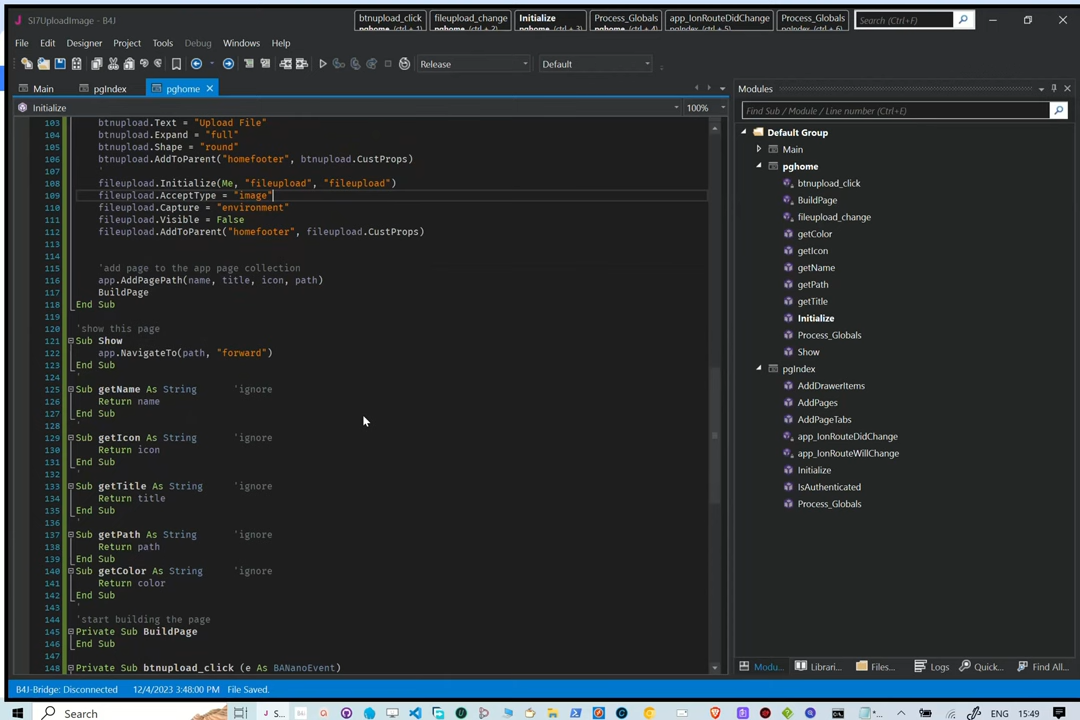 SI7UploadImage - B4J
btnupload_click
pghome (ctrl + 1)
fileupload_change
pghome (ctrl + 2)
Initialize
pghome (ctrl + 3)
Process_Globals
pghome (ctrl + 4)
app_IonRouteDidChange
pgIndex (ctrl + 5)
Process_Globals
pgIndex (ctrl + 6)
Search (Ctrl+F)
File Edit Designer Project Tools Debug Windows Help
Release
Default
Main pgIndex pghome
Initialize
100%
103 btnupload.Text = "Upload File"
104 btnupload.Expand = "full"
105 btnupload.Shape = "round"
106 btnupload.AddToParent("homefooter", btnupload.CustProps)
107 '
108 fileupload.Initialize(Me, "fileupload", "fileupload")
109 fileupload.AcceptType = "image"
110 fileupload.Capture = "environment"
111 fileupload.Visible = False
112 fileupload.AddToParent("homefooter", fileupload.CustProps)
113
114
115 'add page to the app page collection
116 app.AddPagePath(name, title, icon, path)
117 BuildPage
118 End Sub
119
120 'show this page
121 Sub Show
122 app.NavigateTo(path, "forward")
123 End Sub
124 '
125 Sub getName As String 'ignore
126 Return name
127 End Sub
128 '
129 Sub getIcon As String 'ignore
130 Return icon
131 End Sub
132 '
133 Sub getTitle As String 'ignore
134 Return title
135 End Sub
136 '
137 Sub getPath As String 'ignore
138 Return path
139 End Sub
140 Sub getColor As String 'ignore
141 Return color
142 End Sub
143 '
144 'start building the page
145 Private Sub BuildPage
146 End Sub
147
148 Private Sub btnupload_click (e As BANanoEvent)
Modules
Find Sub / Module / Line number (Ctrl+E)
Default Group
Main
pghome
btnupload_click
BuildPage
fileupload_change
getColor
getIcon
getName
getPath
getTitle
Initialize
Process_Globals
Show
pgIndex
AddDrawerItems
AddPages
AddPageTabs
app_IonRouteDidChange
app_IonRouteWillChange
Initialize
IsAuthenticated
Process_Globals
Modu... Librari... Files... Logs Quick... Find All...
B4J-Bridge: Disconnected 12/4/2023 3:48:00 PM File Saved.
Search
S...
ENG 15:49